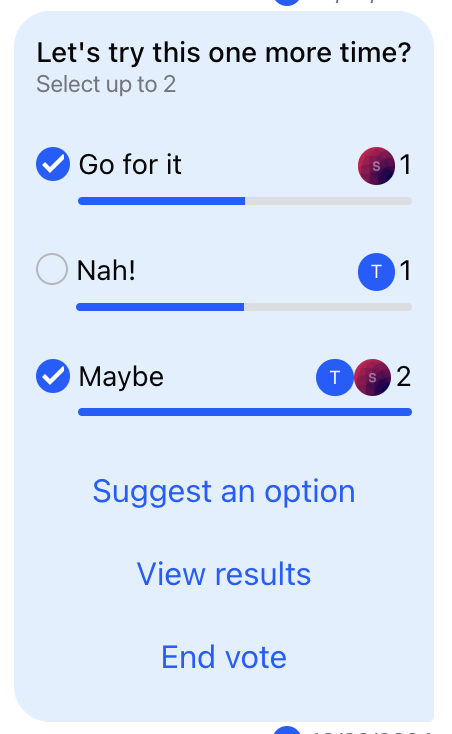 Let's try this one more time?
Select up to 2
Go for it S 1
Nah! T 1
Maybe T S 2
Suggest an option
View results
End vote